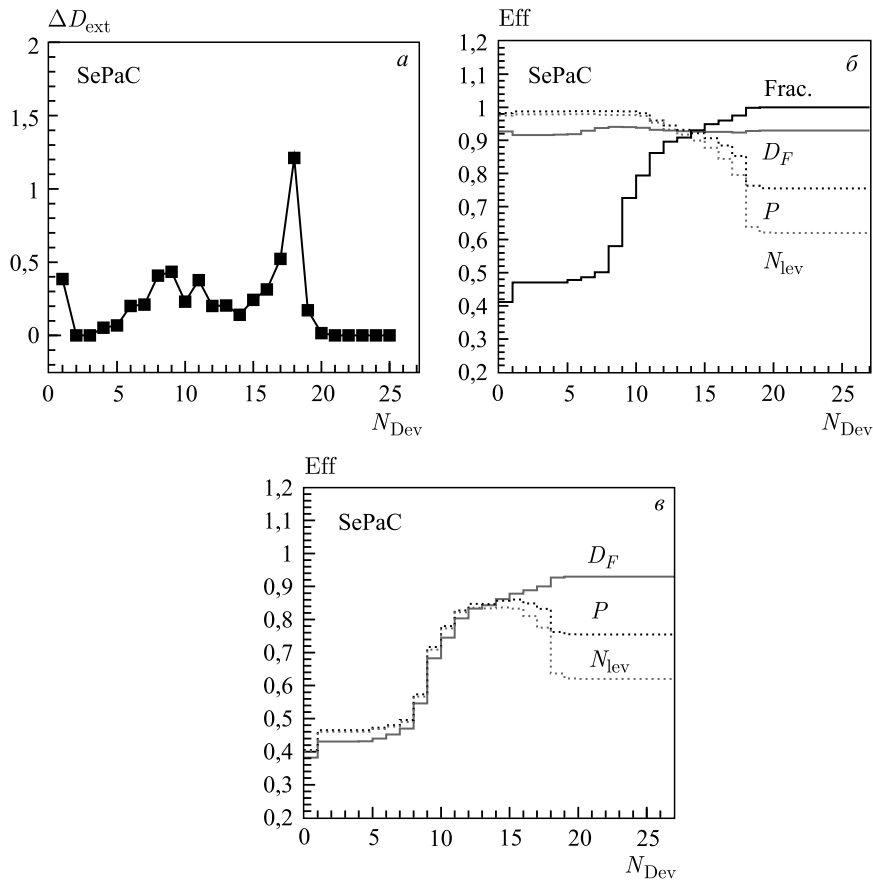 ΔD_ext
SePaC
а
2
1,5
1
0,5
0
0 5 10 15 20 25
N_Dev
Eff
SePaC
б
1,2
1,1
1
0,9
0,8
0,7
0,6
0,5
0,4
0,3
0,2
Frac.
D_F
P
N_lev
0 5 10 15 20 25
N_Dev
Eff
SePaC
в
1,2
1,1
1
0,9
0,8
0,7
0,6
0,5
0,4
0,3
0,2
D_F
P
N_lev
0 5 10 15 20 25
N_Dev